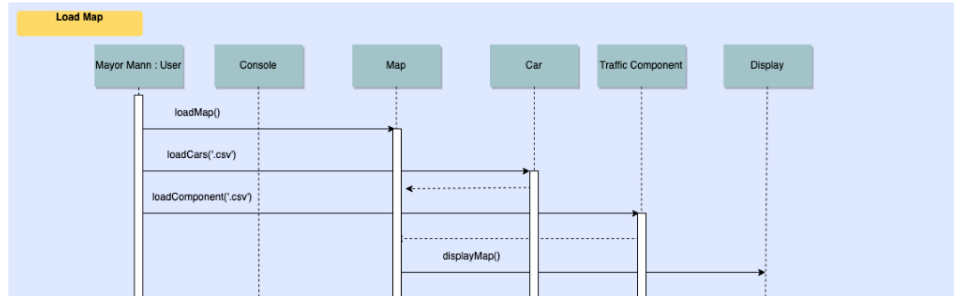 Load Map
Mayor Mann : User
Console
Map
Car
Traffic Component
Display
loadMap()
loadCars('.csv')
loadComponent('.csv')
displayMap()